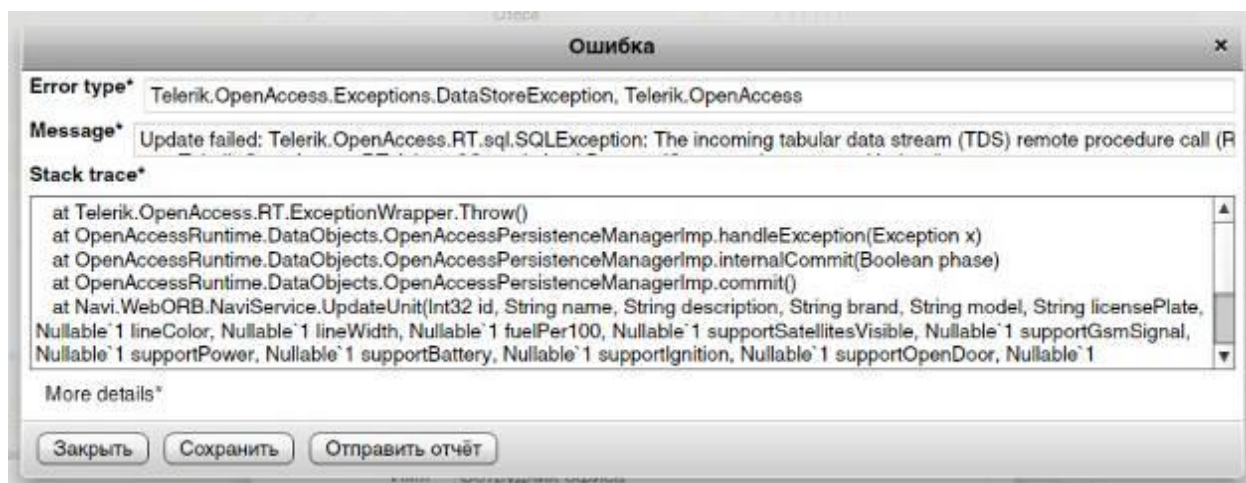 Ошибка ×
Error type* Telerik.OpenAccess.Exceptions.DataStoreException, Telerik.OpenAccess
Message* Update failed: Telerik.OpenAccess.RT.sql.SQLException: The incoming tabular data stream (TDS) remote procedure call (R
Stack trace*
at Telerik.OpenAccess.RT.ExceptionWrapper.Throw()
at OpenAccessRuntime.DataObjects.OpenAccessPersistenceManagerImp.handleException(Exception x)
at OpenAccessRuntime.DataObjects.OpenAccessPersistenceManagerImp.internalCommit(Boolean phase)
at OpenAccessRuntime.DataObjects.OpenAccessPersistenceManagerImp.commit()
at Navi.WebORB.NaviService.UpdateUnit(Int32 id, String name, String description, String brand, String model, String licensePlate,
Nullable`1 lineColor, Nullable`1 lineWidth, Nullable`1 fuelPer100, Nullable`1 supportSatellitesVisible, Nullable`1 supportGsmSignal,
Nullable`1 supportPower, Nullable`1 supportBattery, Nullable`1 supportIgnition, Nullable`1 supportOpenDoor, Nullable`1
More details*
Закрыть Сохранить Отправить отчёт